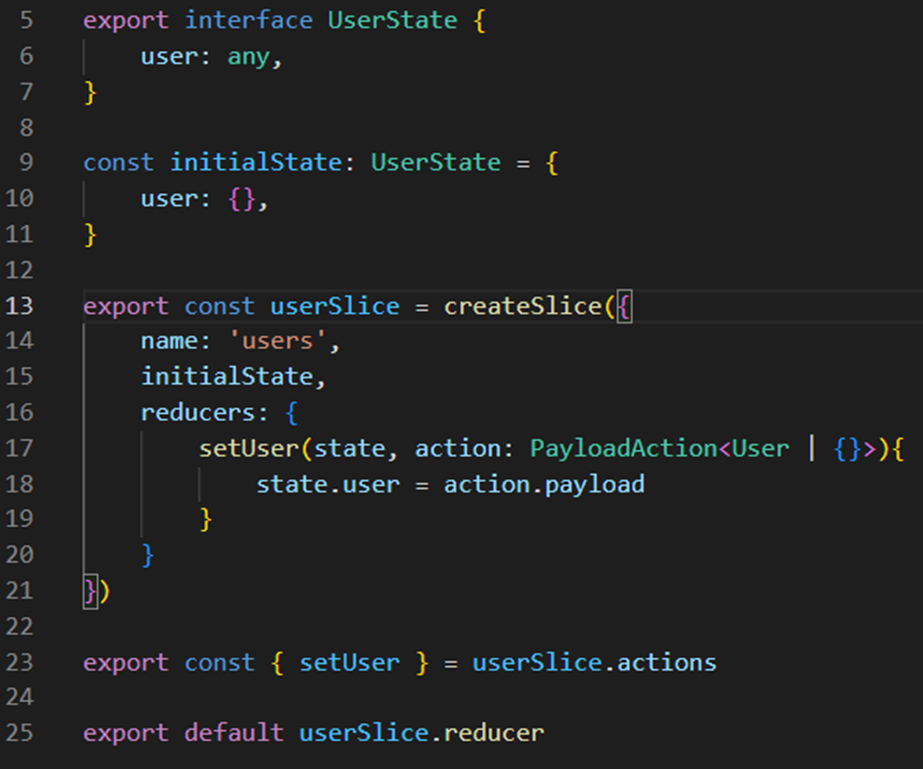 5 export interface UserState {
6     user: any,
7 }
8
9 const initialState: UserState = {
10     user: {},
11 }
12
13 export const userSlice = createSlice({
14     name: 'users',
15     initialState,
16     reducers: {
17         setUser(state, action: PayloadAction<User | {}>){
18             state.user = action.payload
19         }
20     }
21 })
22
23 export const { setUser } = userSlice.actions
24
25 export default userSlice.reducer